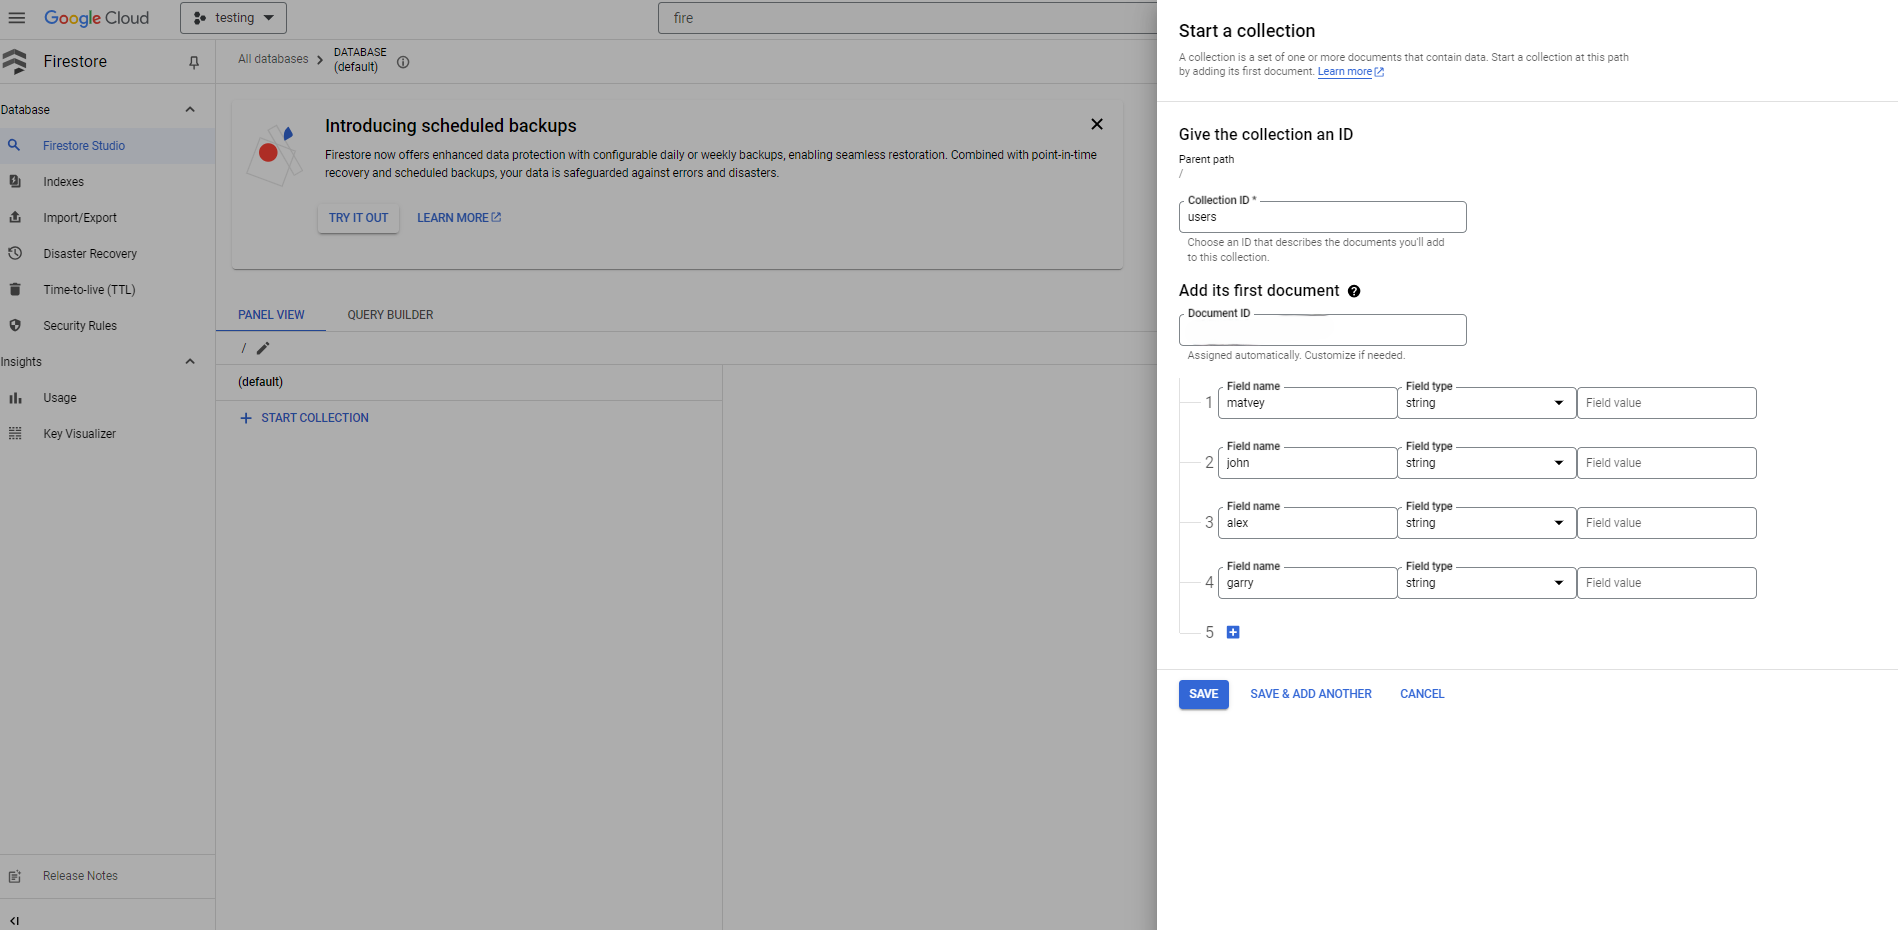 Google Cloud
testing
fire
Firestore
All databases
DATABASE
(default)
Database
Firestore Studio
Indexes
Import/Export
Disaster Recovery
Time-to-live (TTL)
Security Rules
Insights
Usage
Key Visualizer
Release Notes
Introducing scheduled backups
Firestore now offers enhanced data protection with configurable daily or weekly backups, enabling seamless restoration. Combined with point-in-time
recovery and scheduled backups, your data is safeguarded against errors and disasters.
TRY IT OUT LEARN MORE
PANEL VIEW QUERY BUILDER
/
(default)
+ START COLLECTION
Start a collection
A collection is a set of one or more documents that contain data. Start a collection at this path
by adding its first document. Learn more
Give the collection an ID
Parent path
/
Collection ID *
users
Choose an ID that describes the documents you'll add
to this collection.
Add its first document
Document ID
Assigned automatically. Customize if needed.
Field name Field type
1 matvey string Field value
Field name Field type
2 john string Field value
Field name Field type
3 alex string Field value
Field name Field type
4 garry string Field value
5
SAVE SAVE & ADD ANOTHER CANCEL